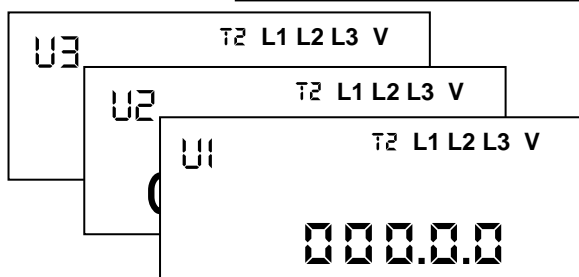 U3 T2 L1 L2 L3 V
U2 T2 L1 L2 L3 V
U1 T2 L1 L2 L3 V
000.0.0